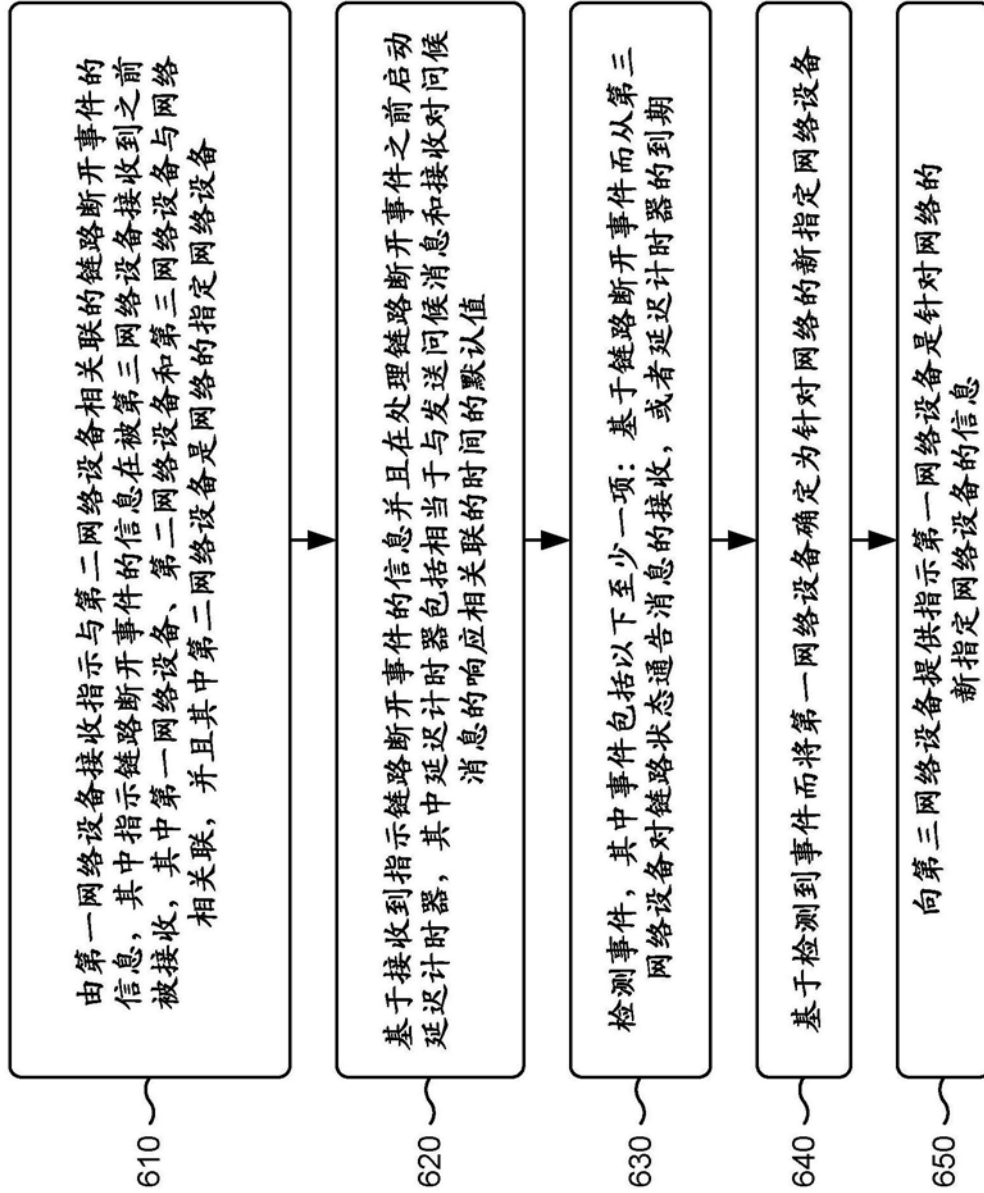 610
由第一网络设备接收指示与第二网络设备相关联的链路断开事件的
信息，其中指示链路断开事件的信息在被第三网络设备接收到之前
被接收，其中第一网络设备、第二网络设备和第三网络设备与网络
相关联，并且其中第二网络设备是网络的指定网络设备
620
基于接收到指示链路断开事件的信息并且在处理链路断开事件之前启动
延迟计时器，其中延迟计时器包括相当于与发送问候消息和接收对问候
消息的响应相关联的时间的默认值
630
检测事件，其中事件包括以下至少一项：基于链路断开事件而从第三
网络设备对链路状态通告消息的接收，或者延迟计时器的到期
640
基于检测到事件而将第一网络设备确定为针对网络的新指定网络设备
650
向第三网络设备提供指示第一网络设备是针对网络的
新指定网络设备的信息